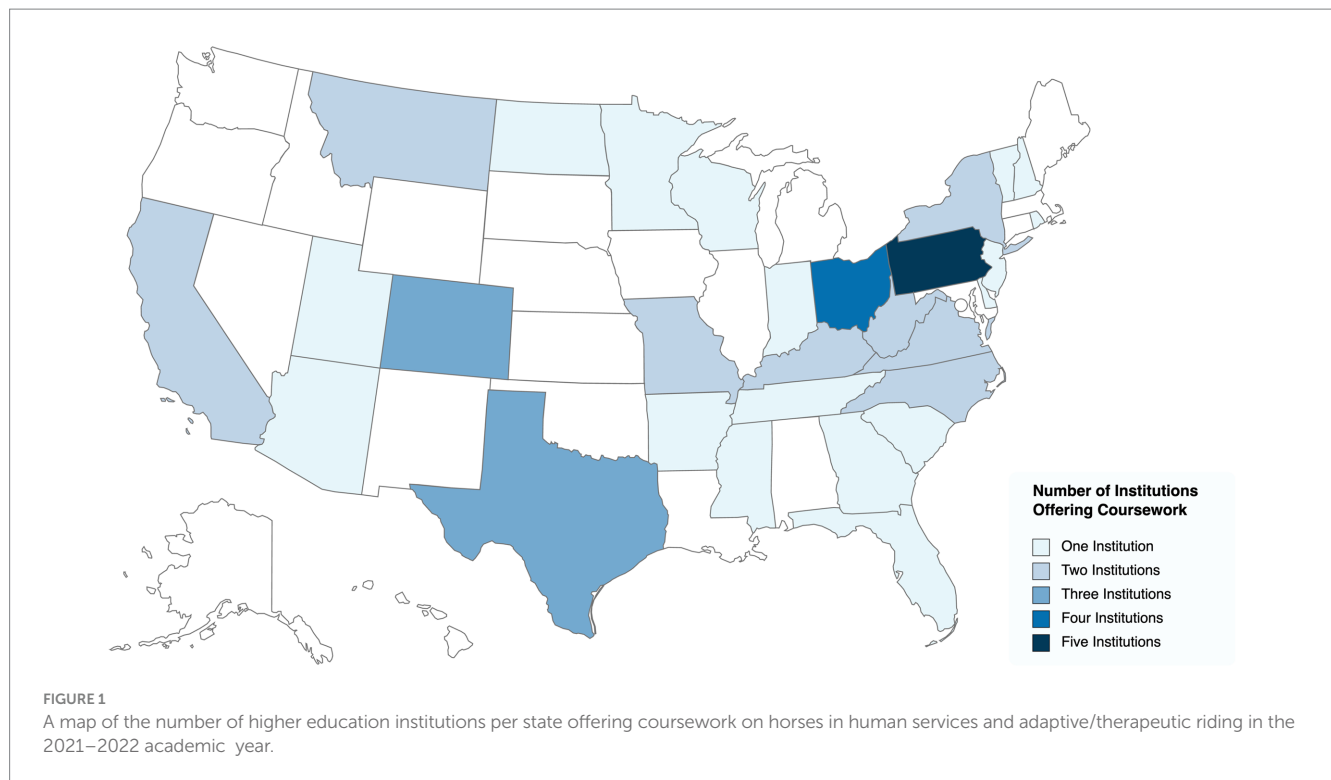 Number of Institutions
Offering Coursework
One Institution
Two Institutions
Three Institutions
Four Institutions
Five Institutions
FIGURE 1
A map of the number of higher education institutions per state offering coursework on horses in human services and adaptive/therapeutic riding in the
2021–2022 academic year.